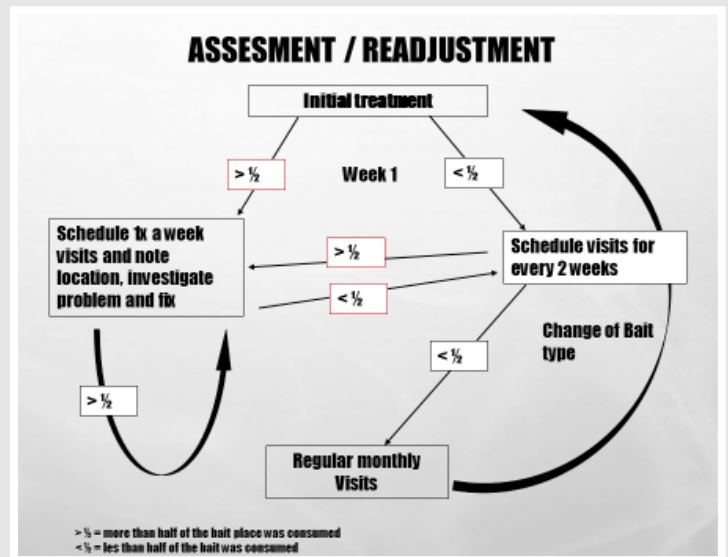 ASSESMENT / READJUSTMENT
Initial treatment
> ½
Week 1
< ½
Schedule 1x a week
visits and note
location, investigate
problem and fix
> ½
< ½
Schedule visits for
every 2 weeks
Change of Bait
type
< ½
> ½
Regular monthly
Visits
> ½ = more than half of the bait place was consumed
< ½ = less than half of the bait was consumed